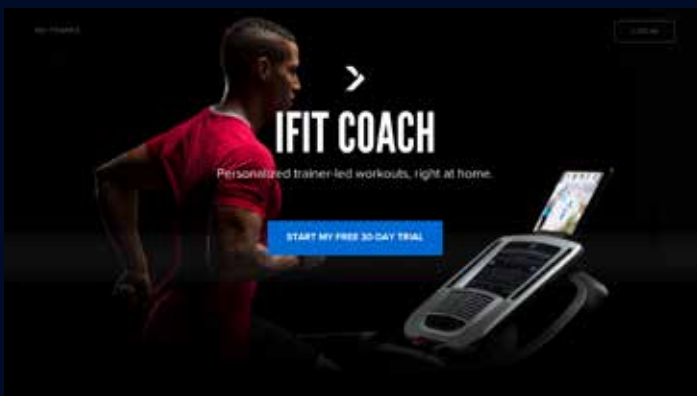 IFIT COACH
Personalized trainer-led workouts, right at home.
START MY FREE 30-DAY TRIAL